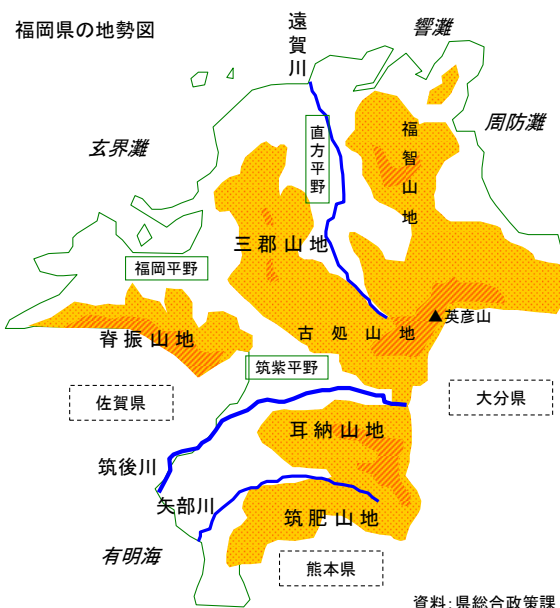 福岡県の地勢図
響灘
遠賀川
周防灘
福智山地
直方平野
玄界灘
三郡山地
福岡平野
英彦山
古処山地
脊振山地
筑紫平野
大分県
佐賀県
耳納山地
筑後川
矢部川
筑肥山地
有明海
熊本県
資料:県総合政策課